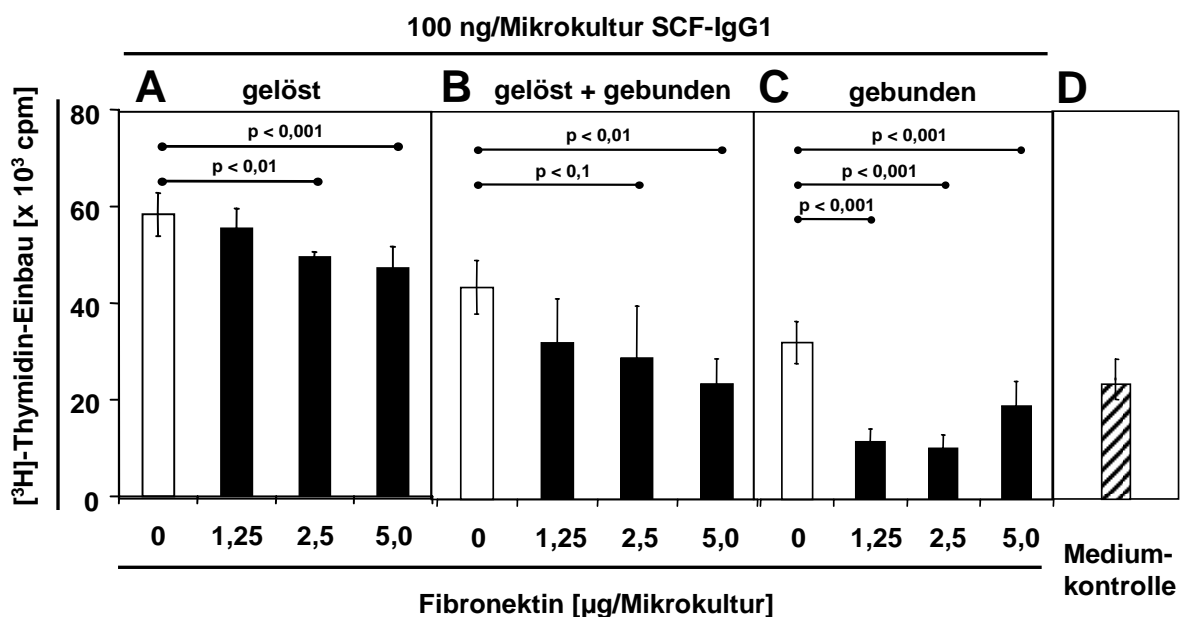 100 ng/Mikrokultur SCF-IgG1
A gelöst
B gelöst + gebunden
C gebunden
D
p < 0,001
p < 0,01
p < 0,01
p < 0,1
p < 0,001
p < 0,001
p < 0,001
[³H]-Thymidin-Einbau [x 10³ cpm]
80
60
40
20
0
0 1,25 2,5 5,0
0 1,25 2,5 5,0
0 1,25 2,5 5,0
Medium-
kontrolle
Fibronektin [µg/Mikrokultur]